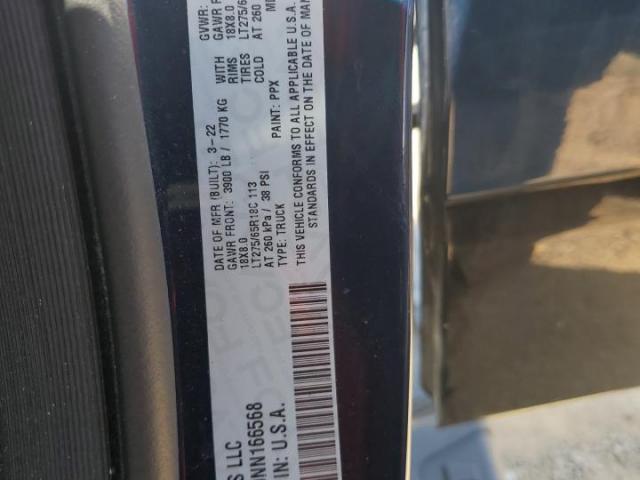 S LLC
DATE OF MFR (BUILT): 3-22 GVWR:
GAWR FRONT: 3900 LB / 1770 KG WITH GAWR R
18X8.0 RIMS 18X8.0
LT275/65R18C 113 TIRES LT275/6
AT 260 kPa / 38 PSI COLD AT 260
TYPE: TRUCK PAINT: PPX
THIS VEHICLE CONFORMS TO ALL APPLICABLE U.S.A.
STANDARDS IN EFFECT ON THE DATE OF MAN
NN166568
IN: U.S.A.